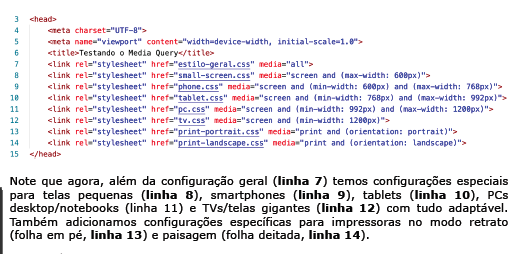 3 <head>
4 <meta charset="UTF-8">
5 <meta name="viewport" content="width=device-width, initial-scale=1.0">
6 <title>Testando o Media Query</title>
7 <link rel="stylesheet" href="estilo-geral.css" media="all">
8 <link rel="stylesheet" href="small-screen.css" media="screen and (max-width: 600px)">
9 <link rel="stylesheet" href="phone.css" media="screen and (min-width: 600px) and (max-width: 768px)">
10 <link rel="stylesheet" href="tablet.css" media="screen and (min-width: 768px) and (max-width: 992px)">
11 <link rel="stylesheet" href="pc.css" media="screen and (min-width: 992px) and (max-width: 1200px)">
12 <link rel="stylesheet" href="tv.css" media="screen and (min-width: 1200px)">
13 <link rel="stylesheet" href="print-portrait.css" media="print and (orientation: portrait)">
14 <link rel="stylesheet" href="print-landscape.css" media="print and (orientation: landscape)">
15 </head>
Note que agora, além da configuração geral (linha 7) temos configurações especiais
para telas pequenas (linha 8), smartphones (linha 9), tablets (linha 10), PCs
desktop/notebooks (linha 11) e TVs/telas gigantes (linha 12) com tudo adaptável.
Também adicionamos configurações específicas para impressoras no modo retrato
(folha em pé, linha 13) e paisagem (folha deitada, linha 14).